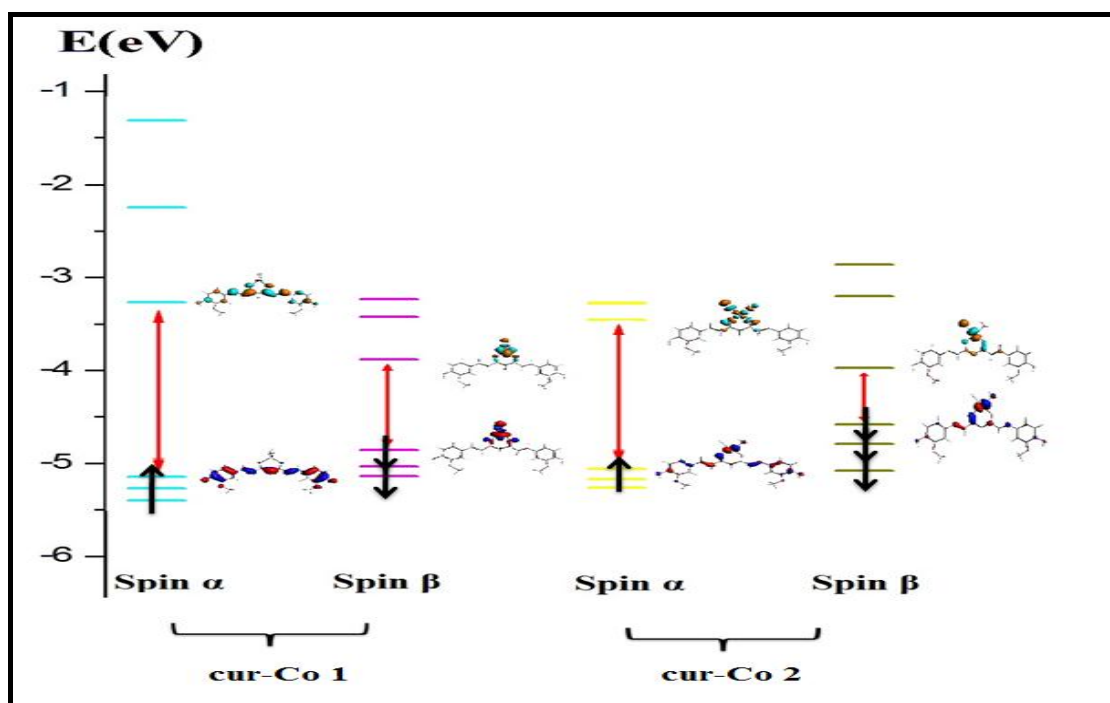 E(eV)
-1
-2
-3
-4
-5
-6
Spin α
Spin β
Spin α
Spin β
cur-Co 1
cur-Co 2